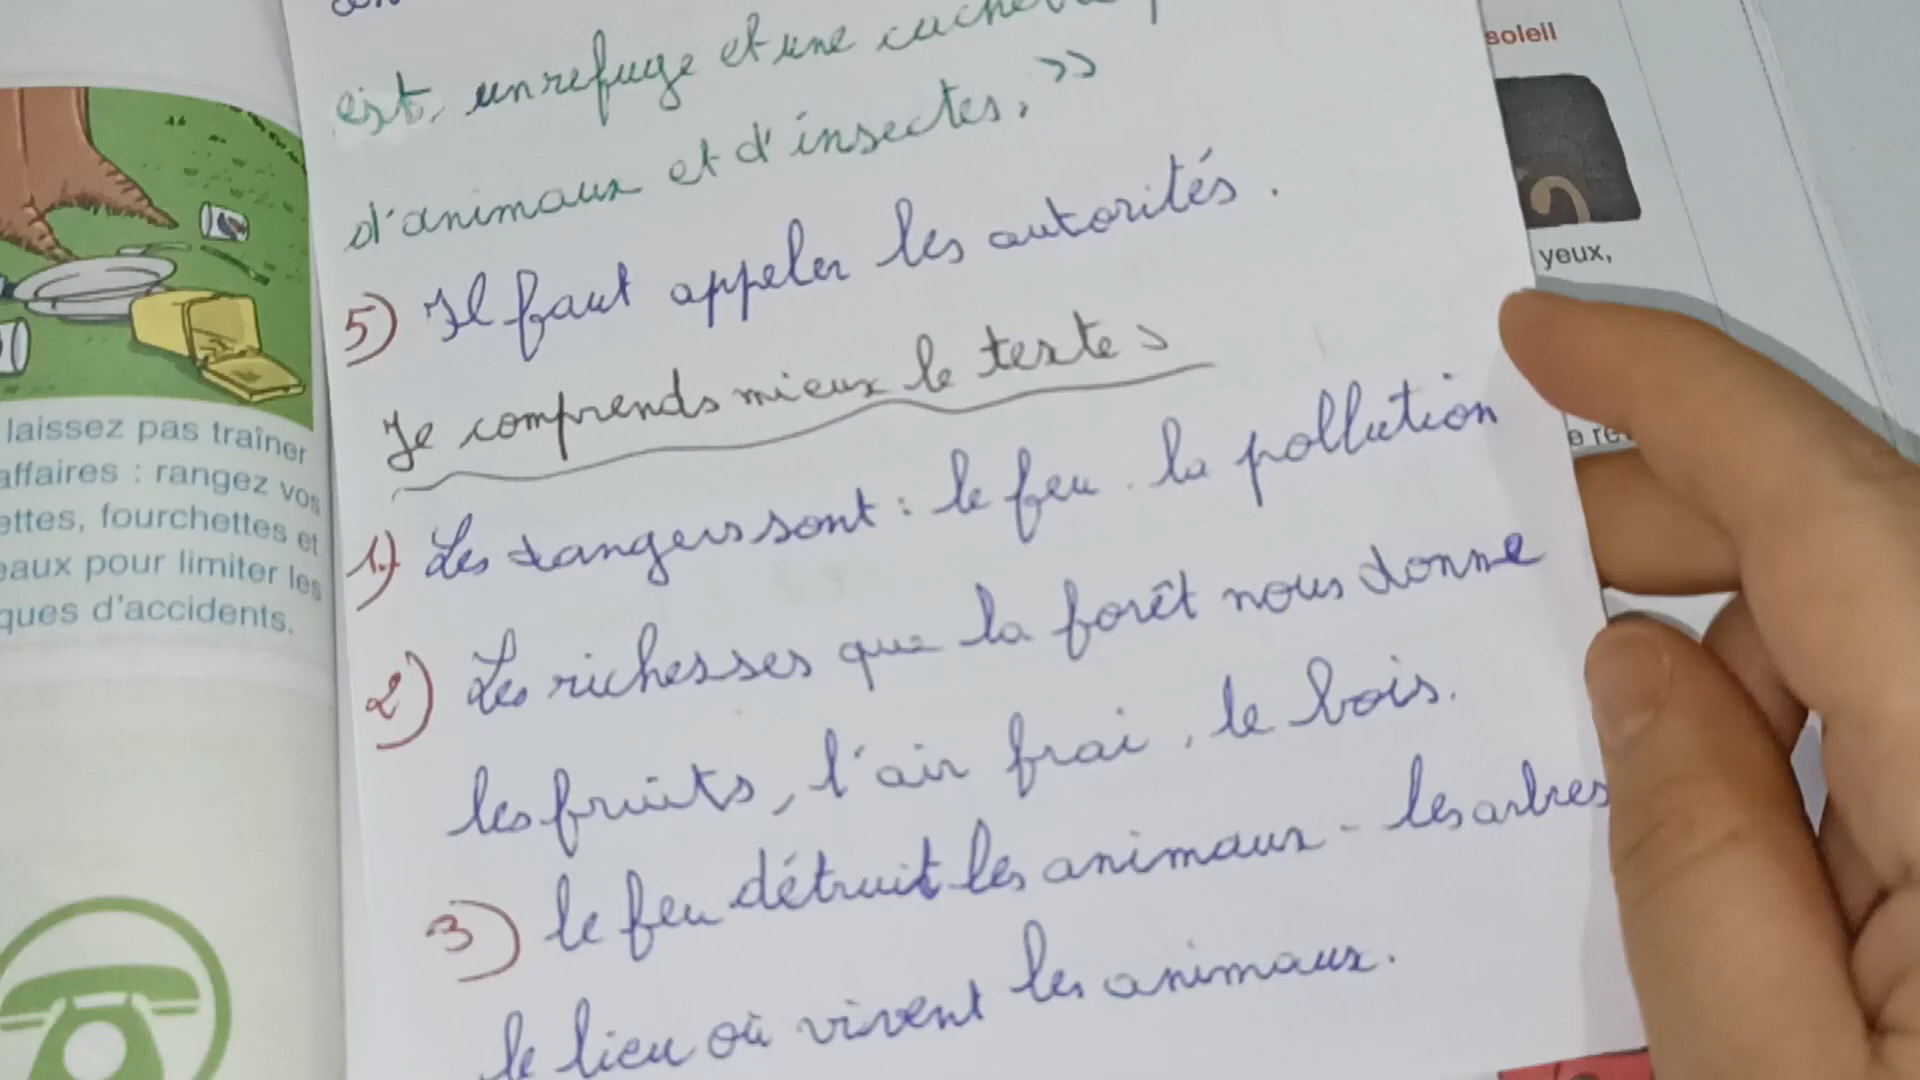 est, un refuge et une
d'animaux et d'insectes, »
5) Il faut appeler les autorités.
Je comprends mieux le texte :
1) Les dangers sont : le feu . la pollution
2) Les richesses que la forêt nous donne
les fruits, l'air frai, le bois.
3) le feu détruit les animaux - les arbres
le lieu où vivent les animaux.
laissez pas traîner
affaires : rangez vos
ettes, fourchettes et
eaux pour limiter les
ques d'accidents.
soleil
yeux,